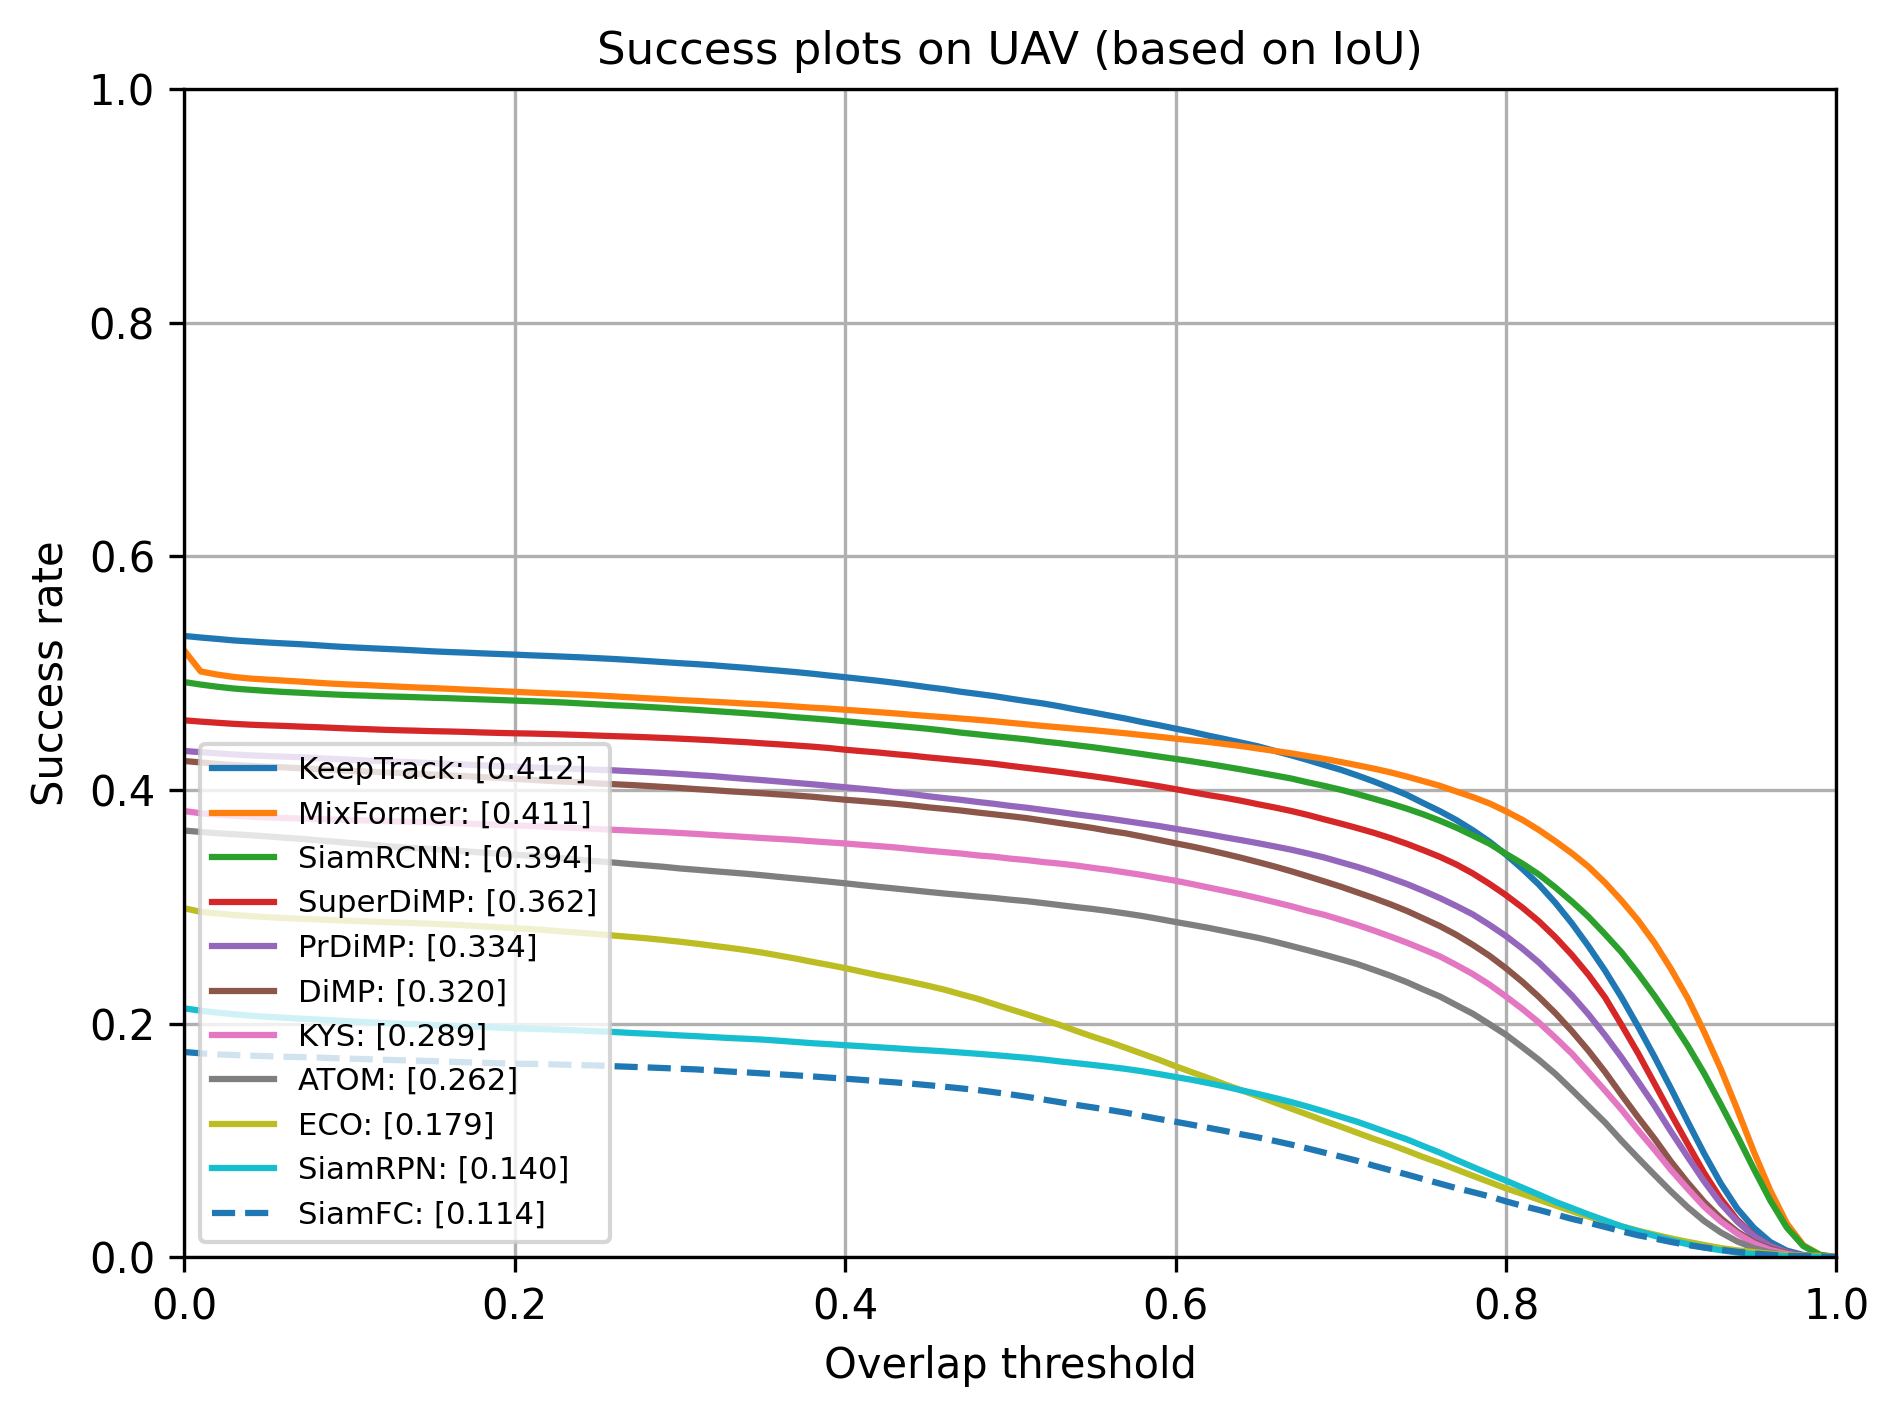 Success plots on UAV (based on IoU)
1.0
0.8
0.6
0.4
0.2
0.0
Success rate
KeepTrack: [0.412]
MixFormer: [0.411]
SiamRCNN: [0.394]
SuperDiMP: [0.362]
PrDiMP: [0.334]
DiMP: [0.320]
KYS: [0.289]
ATOM: [0.262]
ECO: [0.179]
SiamRPN: [0.140]
SiamFC: [0.114]
0.0 0.2 0.4 0.6 0.8 1.0
Overlap threshold